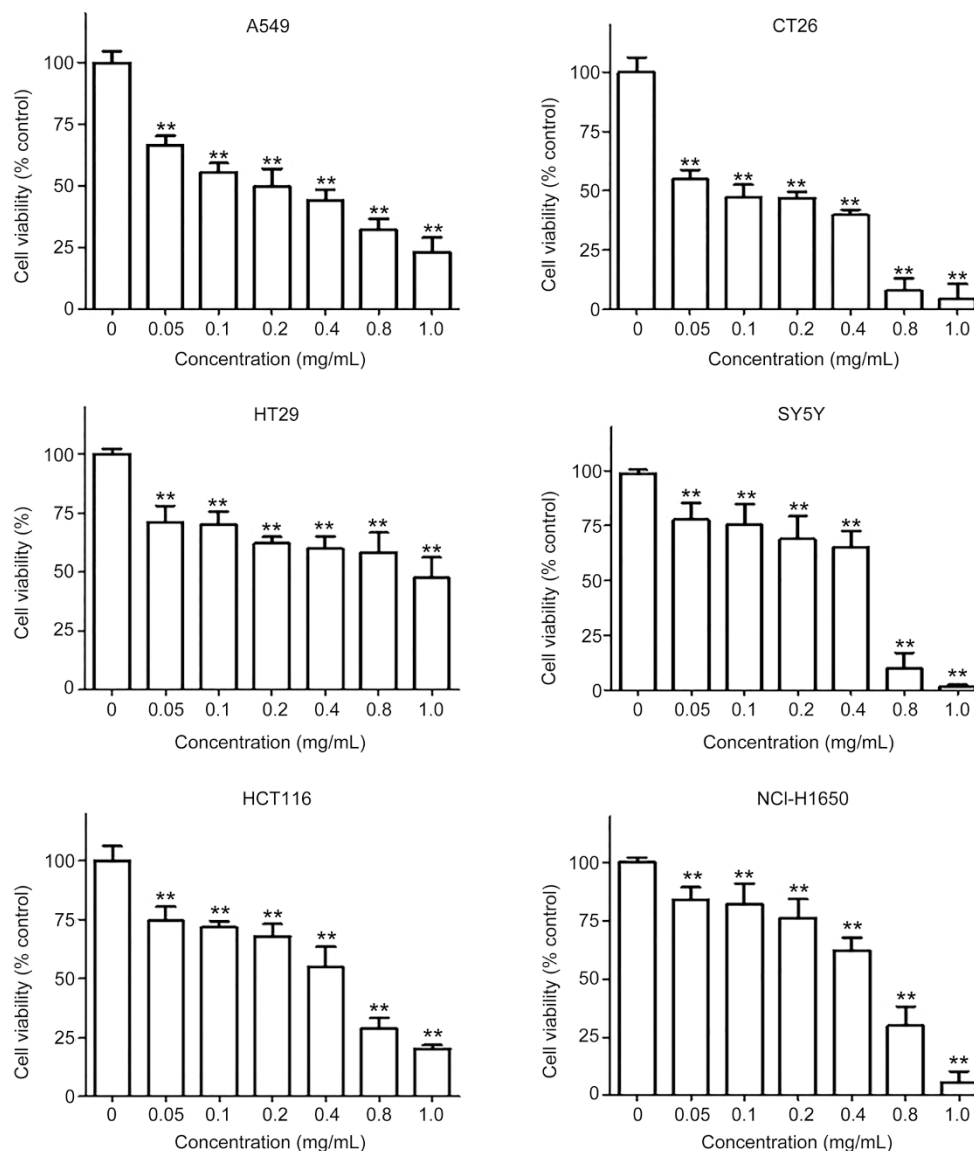 A549
Cell viability (% control)
100
75
50
25
0
** ** ** ** ** **
0 0.05 0.1 0.2 0.4 0.8 1.0
Concentration (mg/mL)
CT26
Cell viability (% control)
100
75
50
25
0
** ** ** ** ** **
0 0.05 0.1 0.2 0.4 0.8 1.0
Concentration (mg/mL)
HT29
Cell viability (%)
100
75
50
25
0
** ** ** ** ** **
0 0.05 0.1 0.2 0.4 0.8 1.0
Concentration (mg/mL)
SY5Y
Cell viability (% control)
100
75
50
25
0
** ** ** ** ** **
0 0.05 0.1 0.2 0.4 0.8 1.0
Concentration (mg/mL)
HCT116
Cell viability (% control)
100
75
50
25
0
** ** ** ** ** **
0 0.05 0.1 0.2 0.4 0.8 1.0
Concentration (mg/mL)
NCI-H1650
Cell viability (% control)
100
75
50
25
0
** ** ** ** ** **
0 0.05 0.1 0.2 0.4 0.8 1.0
Concentration (mg/mL)